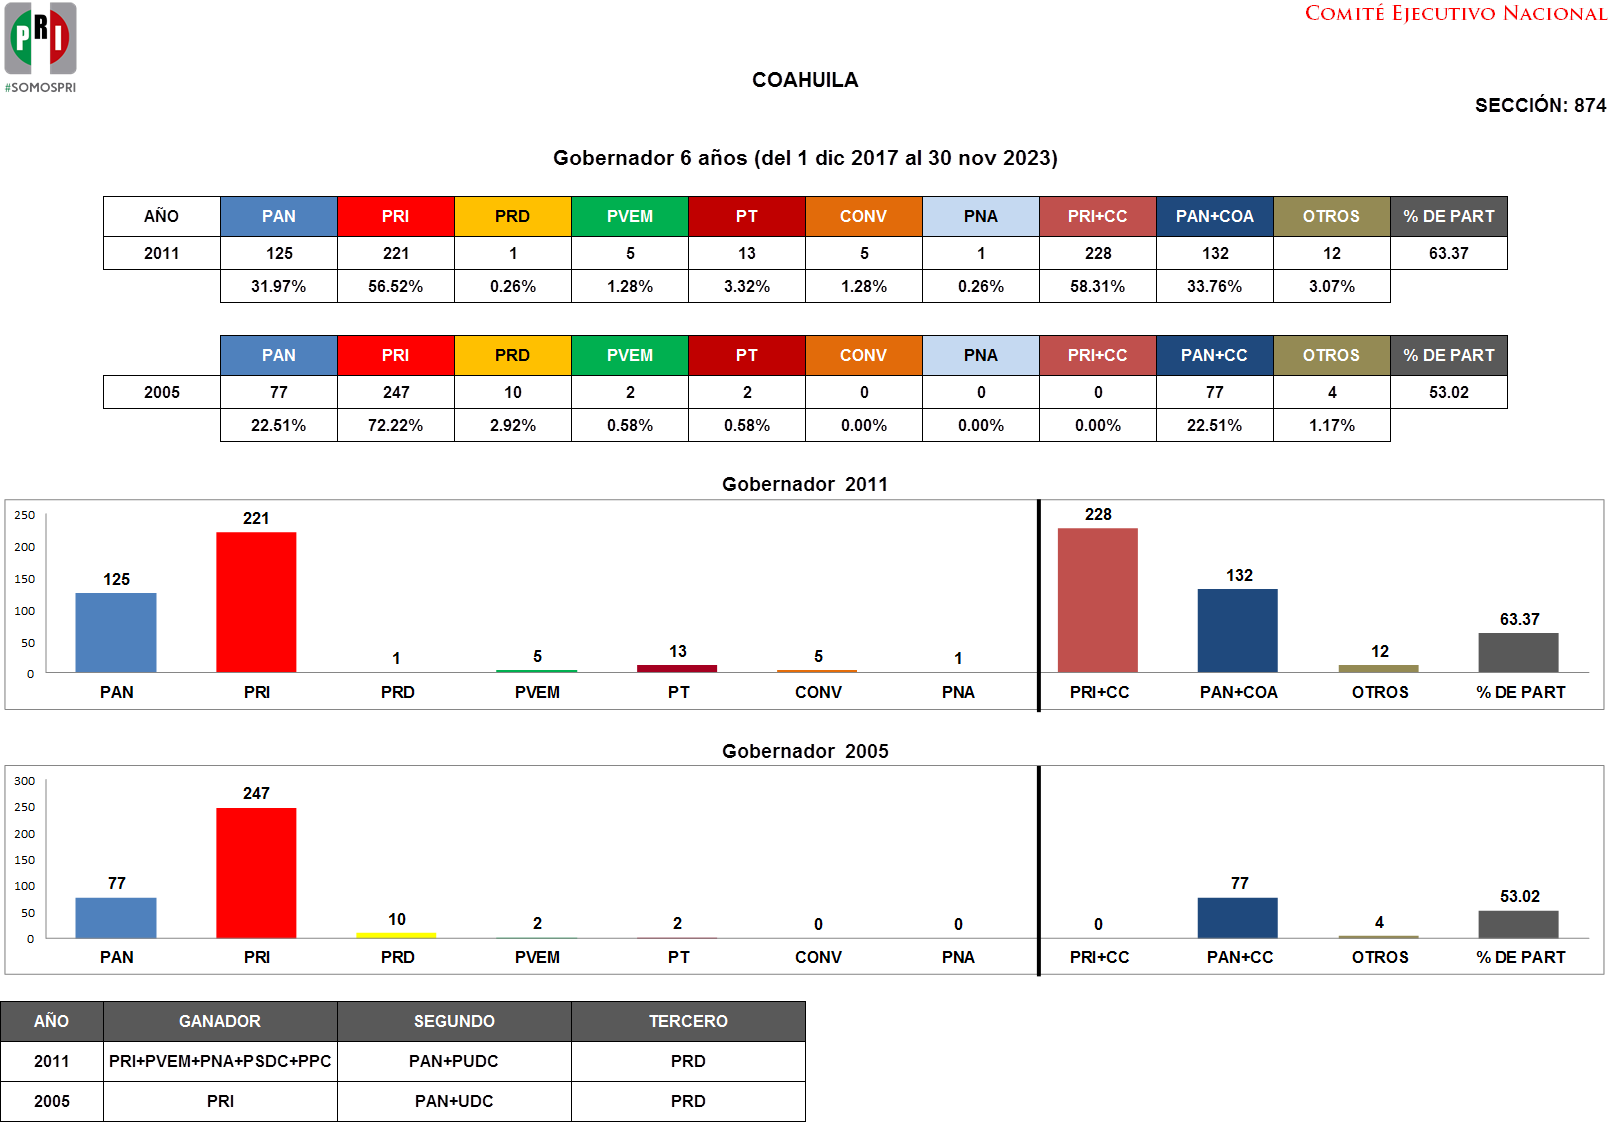 PRI
#SOMOSPRI
COMITÉ EJECUTIVO NACIONAL
COAHUILA
SECCIÓN: 874
Gobernador 6 años (del 1 dic 2017 al 30 nov 2023)
AÑO PAN PRI PRD PVEM PT CONV PNA PRI+CC PAN+COA OTROS % DE PART
2011 125 221 1 5 13 5 1 228 132 12 63.37
31.97% 56.52% 0.26% 1.28% 3.32% 1.28% 0.26% 58.31% 33.76% 3.07%
PAN PRI PRD PVEM PT CONV PNA PRI+CC PAN+CC OTROS % DE PART
2005 77 247 10 2 2 0 0 0 77 4 53.02
22.51% 72.22% 2.92% 0.58% 0.58% 0.00% 0.00% 0.00% 22.51% 1.17%
Gobernador 2011
250
200
150
100
50
0
125 221 1 5 13 5 1 228 132 12 63.37
PAN PRI PRD PVEM PT CONV PNA PRI+CC PAN+COA OTROS % DE PART
Gobernador 2005
300
250
200
150
100
50
0
77 247 10 2 2 0 0 0 77 4 53.02
PAN PRI PRD PVEM PT CONV PNA PRI+CC PAN+CC OTROS % DE PART
AÑO GANADOR SEGUNDO TERCERO
2011 PRI+PVEM+PNA+PSDC+PPC PAN+PUDC PRD
2005 PRI PAN+UDC PRD